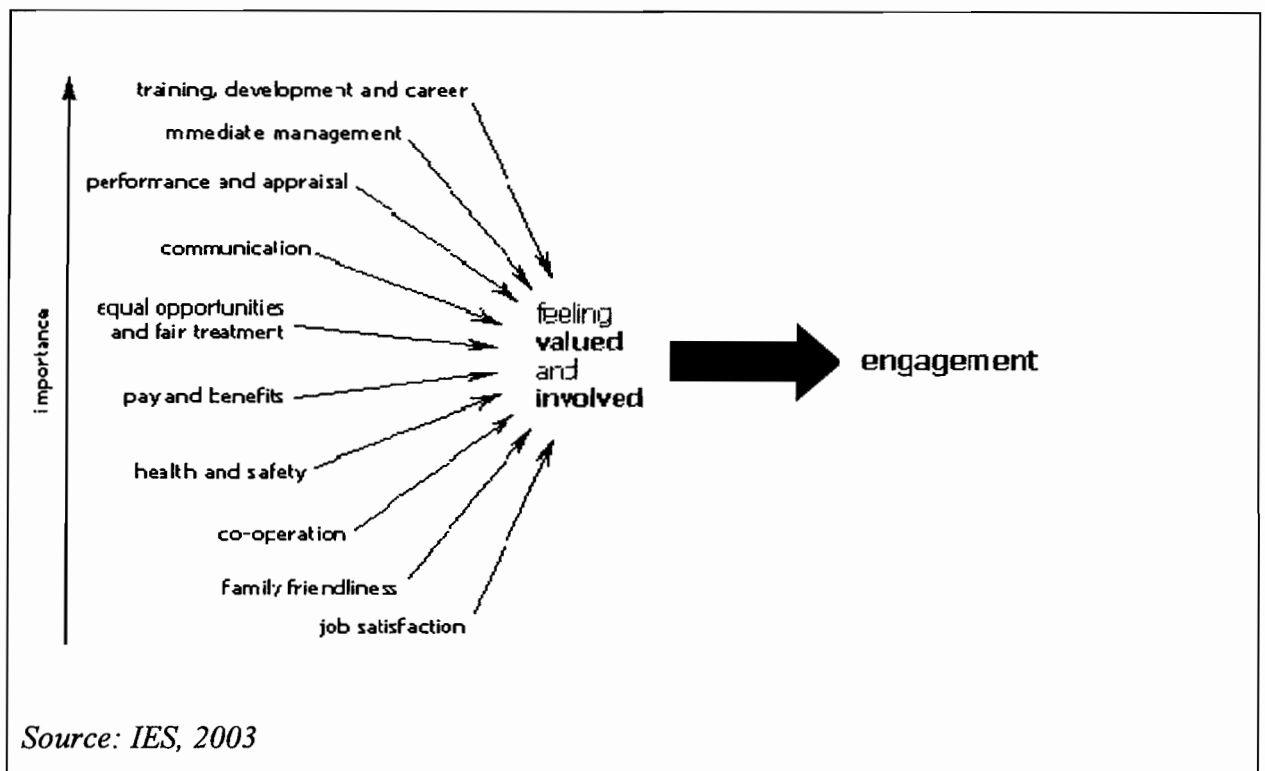 training, development and career
mmediate management
performance and appraisal
communication
equal opportunities
and fair treatment
pay and benefits
health and safety
co-operation
family friendliness
job satisfaction
importance
feeling
valued
and
involved
engagement
Source: IES, 2003